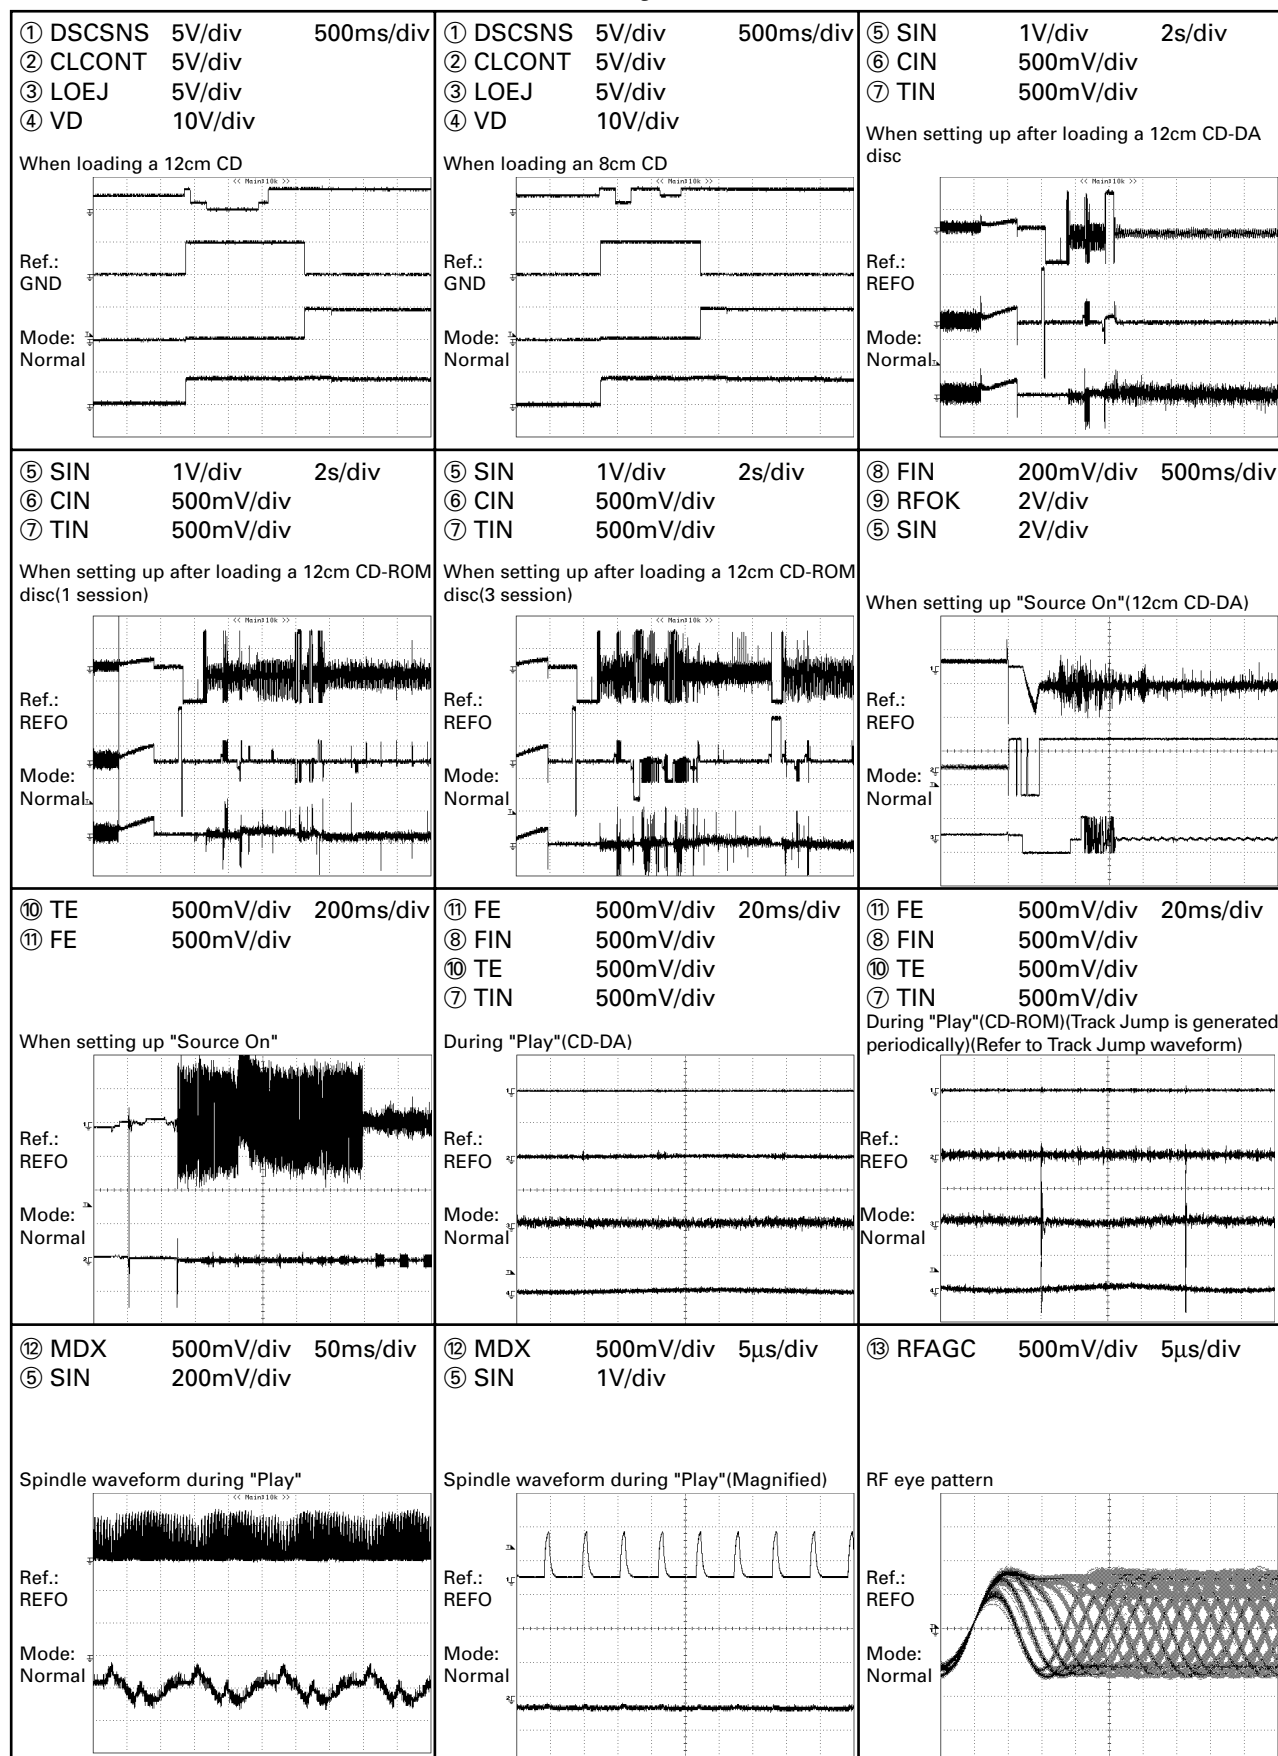 ① DSCSNS 5V/div 500ms/div
② CLCONT 5V/div
③ LOEJ 5V/div
④ VD 10V/div
When loading a 12cm CD
<< Main:10k >>
Ref.:
GND
Mode:
Normal
① DSCSNS 5V/div 500ms/div
② CLCONT 5V/div
③ LOEJ 5V/div
④ VD 10V/div
When loading an 8cm CD
<< Main:10k >>
Ref.:
GND
Mode:
Normal
⑤ SIN 1V/div 2s/div
⑥ CIN 500mV/div
⑦ TIN 500mV/div
When setting up after loading a 12cm CD-DA
disc
<< Main:10k >>
Ref.:
REFO
Mode:
Normal
⑤ SIN 1V/div 2s/div
⑥ CIN 500mV/div
⑦ TIN 500mV/div
When setting up after loading a 12cm CD-ROM
disc(1 session)
<< Main:10k >>
Ref.:
REFO
Mode:
Normal
⑤ SIN 1V/div 2s/div
⑥ CIN 500mV/div
⑦ TIN 500mV/div
When setting up after loading a 12cm CD-ROM
disc(3 session)
<< Main:10k >>
Ref.:
REFO
Mode:
Normal
⑧ FIN 200mV/div 500ms/div
⑨ RFOK 2V/div
⑤ SIN 2V/div
When setting up "Source On"(12cm CD-DA)
Ref.:
REFO
Mode:
Normal
⑩ TE 500mV/div 200ms/div
⑪ FE 500mV/div
When setting up "Source On"
Ref.:
REFO
Mode:
Normal
⑪ FE 500mV/div 20ms/div
⑧ FIN 500mV/div
⑩ TE 500mV/div
⑦ TIN 500mV/div
During "Play"(CD-DA)
Ref.:
REFO
Mode:
Normal
⑪ FE 500mV/div 20ms/div
⑧ FIN 500mV/div
⑩ TE 500mV/div
⑦ TIN 500mV/div
During "Play"(CD-ROM)(Track Jump is generated
periodically)(Refer to Track Jump waveform)
Ref.:
REFO
Mode:
Normal
⑫ MDX 500mV/div 50ms/div
⑤ SIN 200mV/div
Spindle waveform during "Play"
<< Main:10k >>
Ref.:
REFO
Mode:
Normal
⑫ MDX 500mV/div 5µs/div
⑤ SIN 1V/div
Spindle waveform during "Play"(Magnified)
Ref.:
REFO
Mode:
Normal
⑬ RFAGC 500mV/div 5µs/div
RF eye pattern
Ref.:
REFO
Mode:
Normal